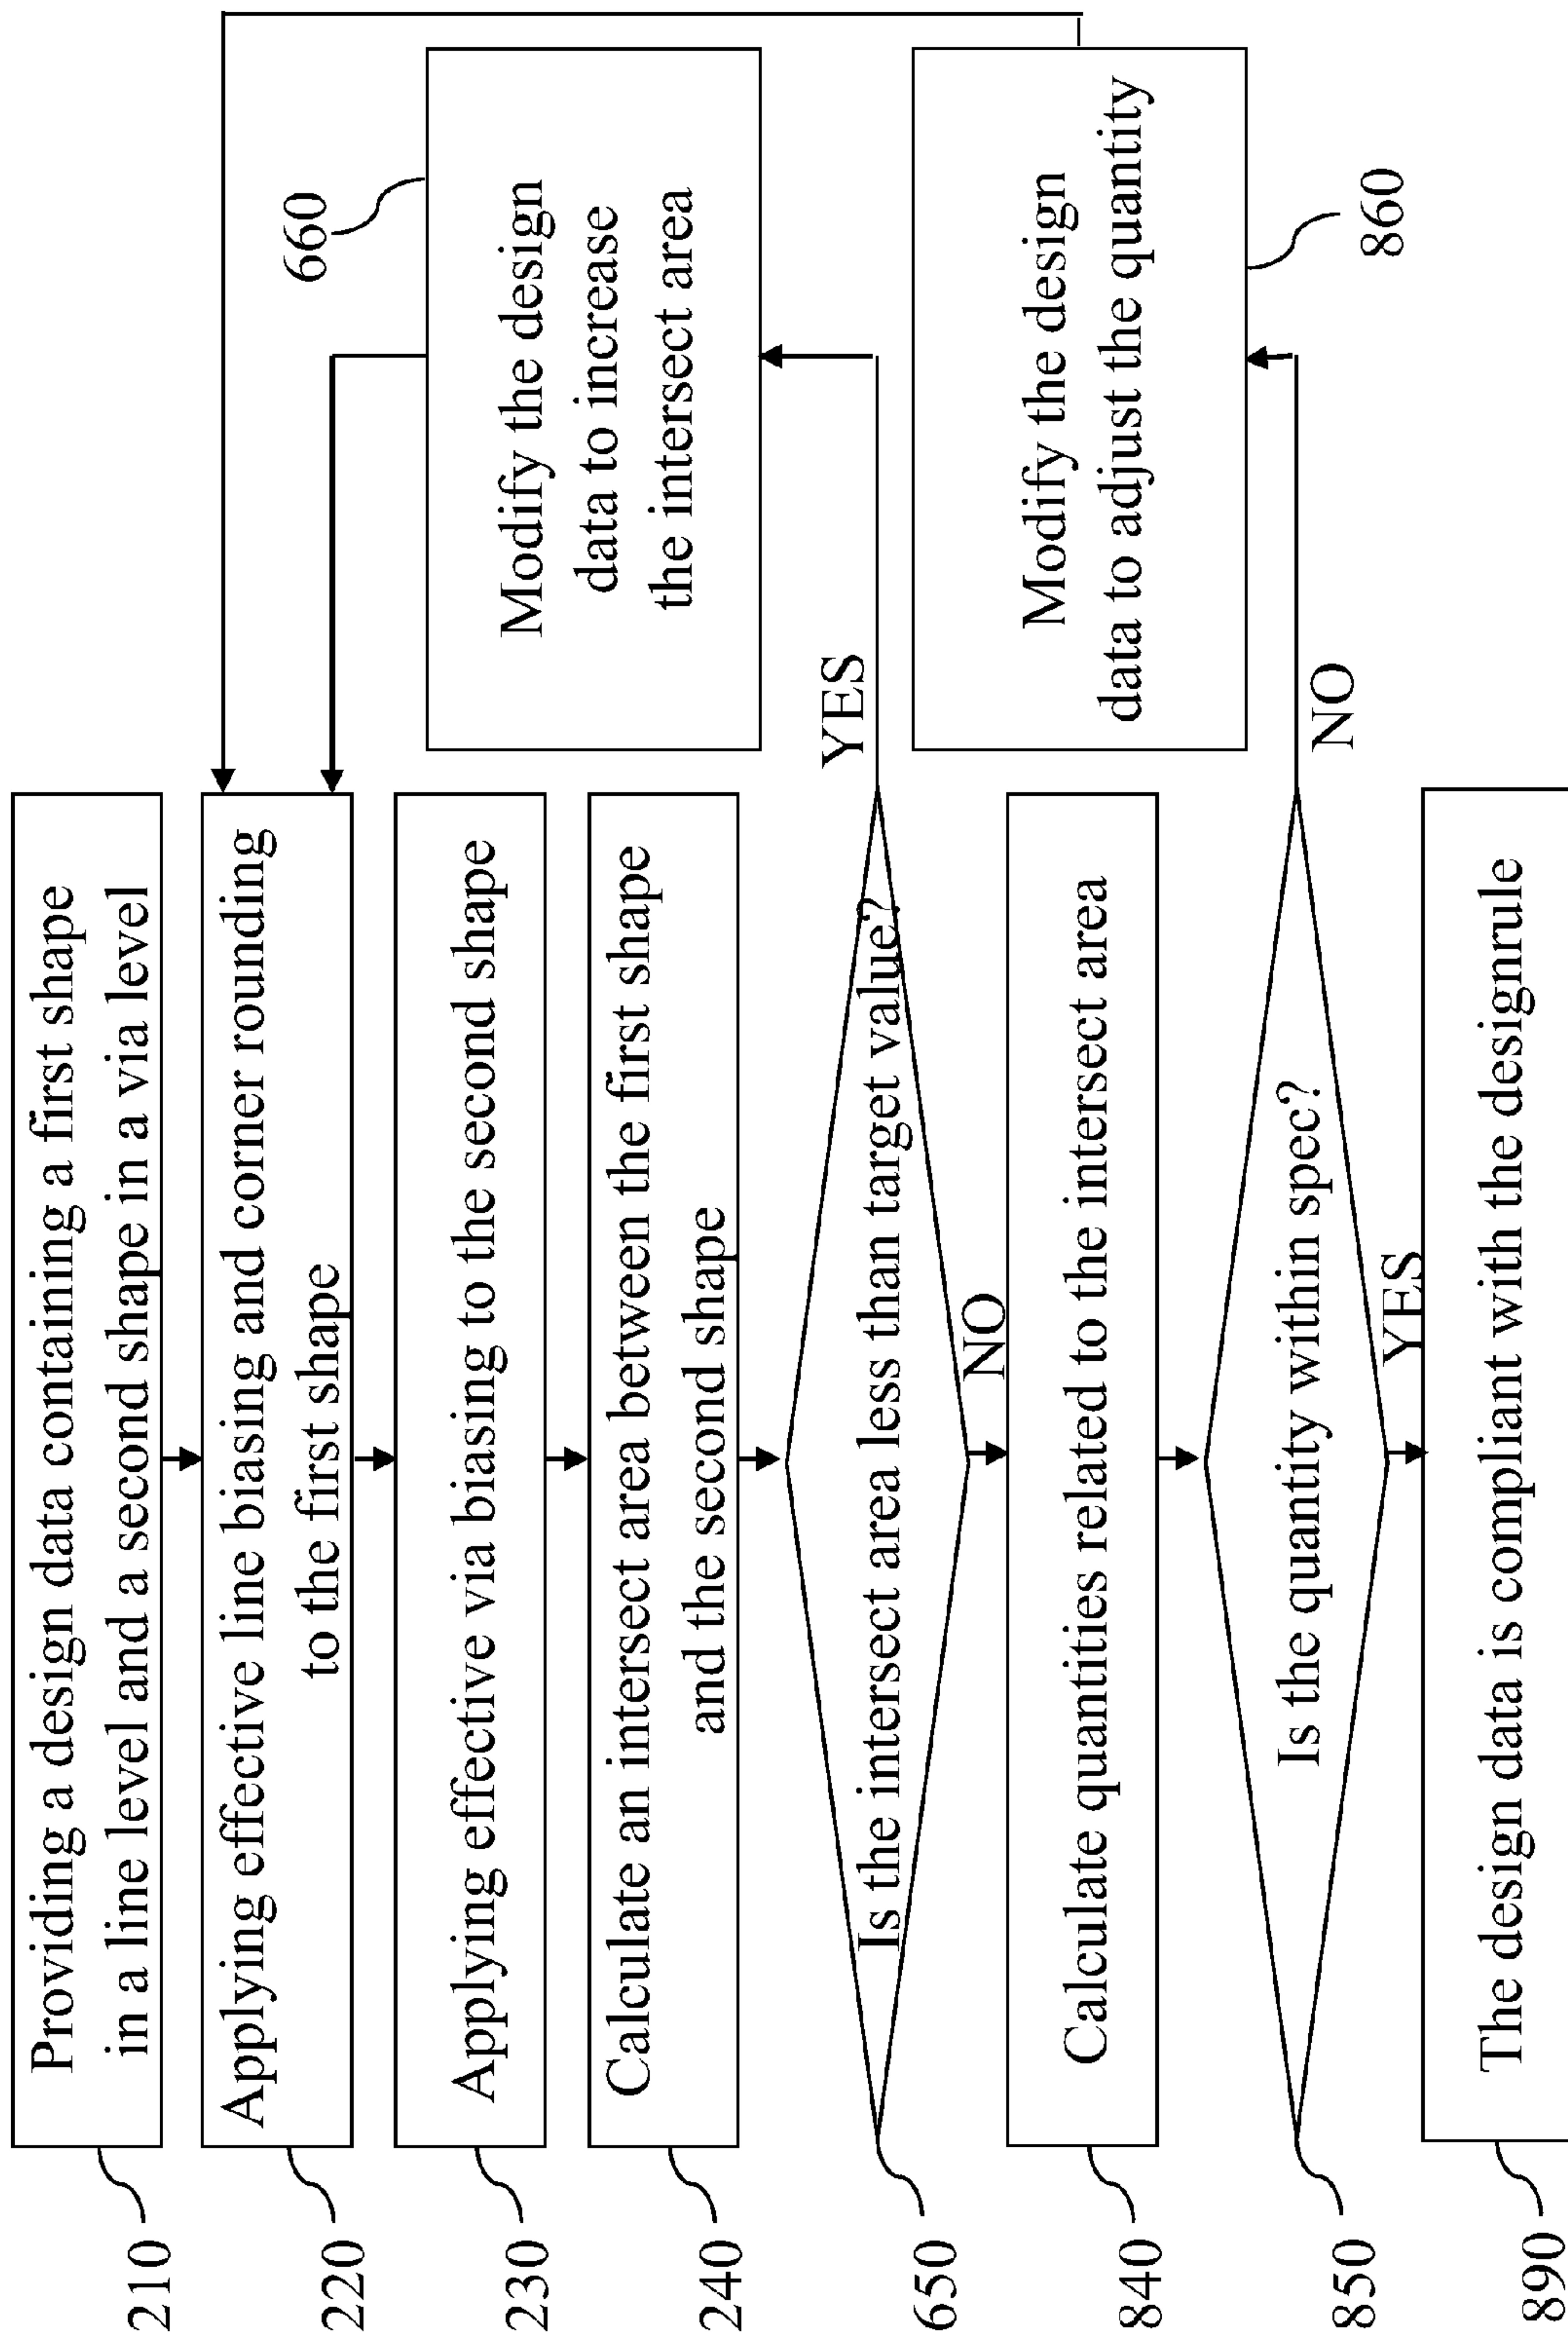 210
Providing a design data containing a first shape
in a line level and a second shape in a via level
220
Applying effective line biasing and corner rounding
to the first shape
230
Applying effective via biasing to the second shape
240
Calculate an intersect area between the first shape
and the second shape
650
Is the intersect area less than target value?
YES
NO
660
Modify the design
data to increase
the intersect area
840
Calculate quantities related to the intersect area
850
Is the quantity within spec?
NO
YES
860
Modify the design
data to adjust the quantity
890
The design data is compliant with the designrule